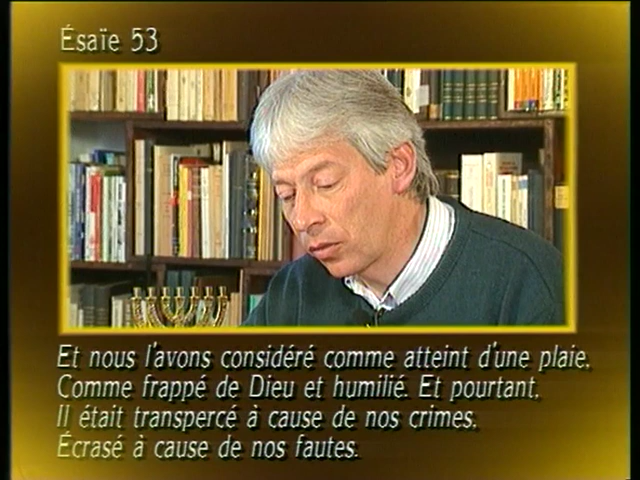 Ésaïe 53
Et nous l'avons considéré comme atteint d'une plaie.
Comme frappé de Dieu et humilié. Et pourtant,
Il était transpercé à cause de nos crimes.
Écrasé à cause de nos fautes.